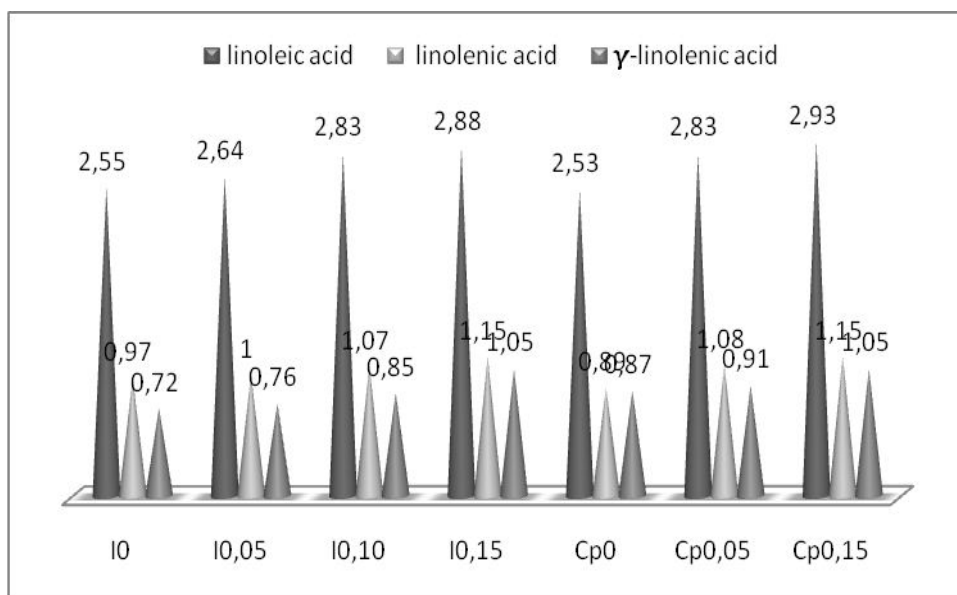 linoleic acid linolenic acid γ-linolenic acid
2,55 2,64 2,83 2,88 2,53 2,83 2,93
0,97 1 1,07 1,15 0,89 1,08 1,15
0,72 0,76 0,85 1,05 0,87 0,91 1,05
I0 I0,05 I0,10 I0,15 Cp0 Cp0,05 Cp0,15